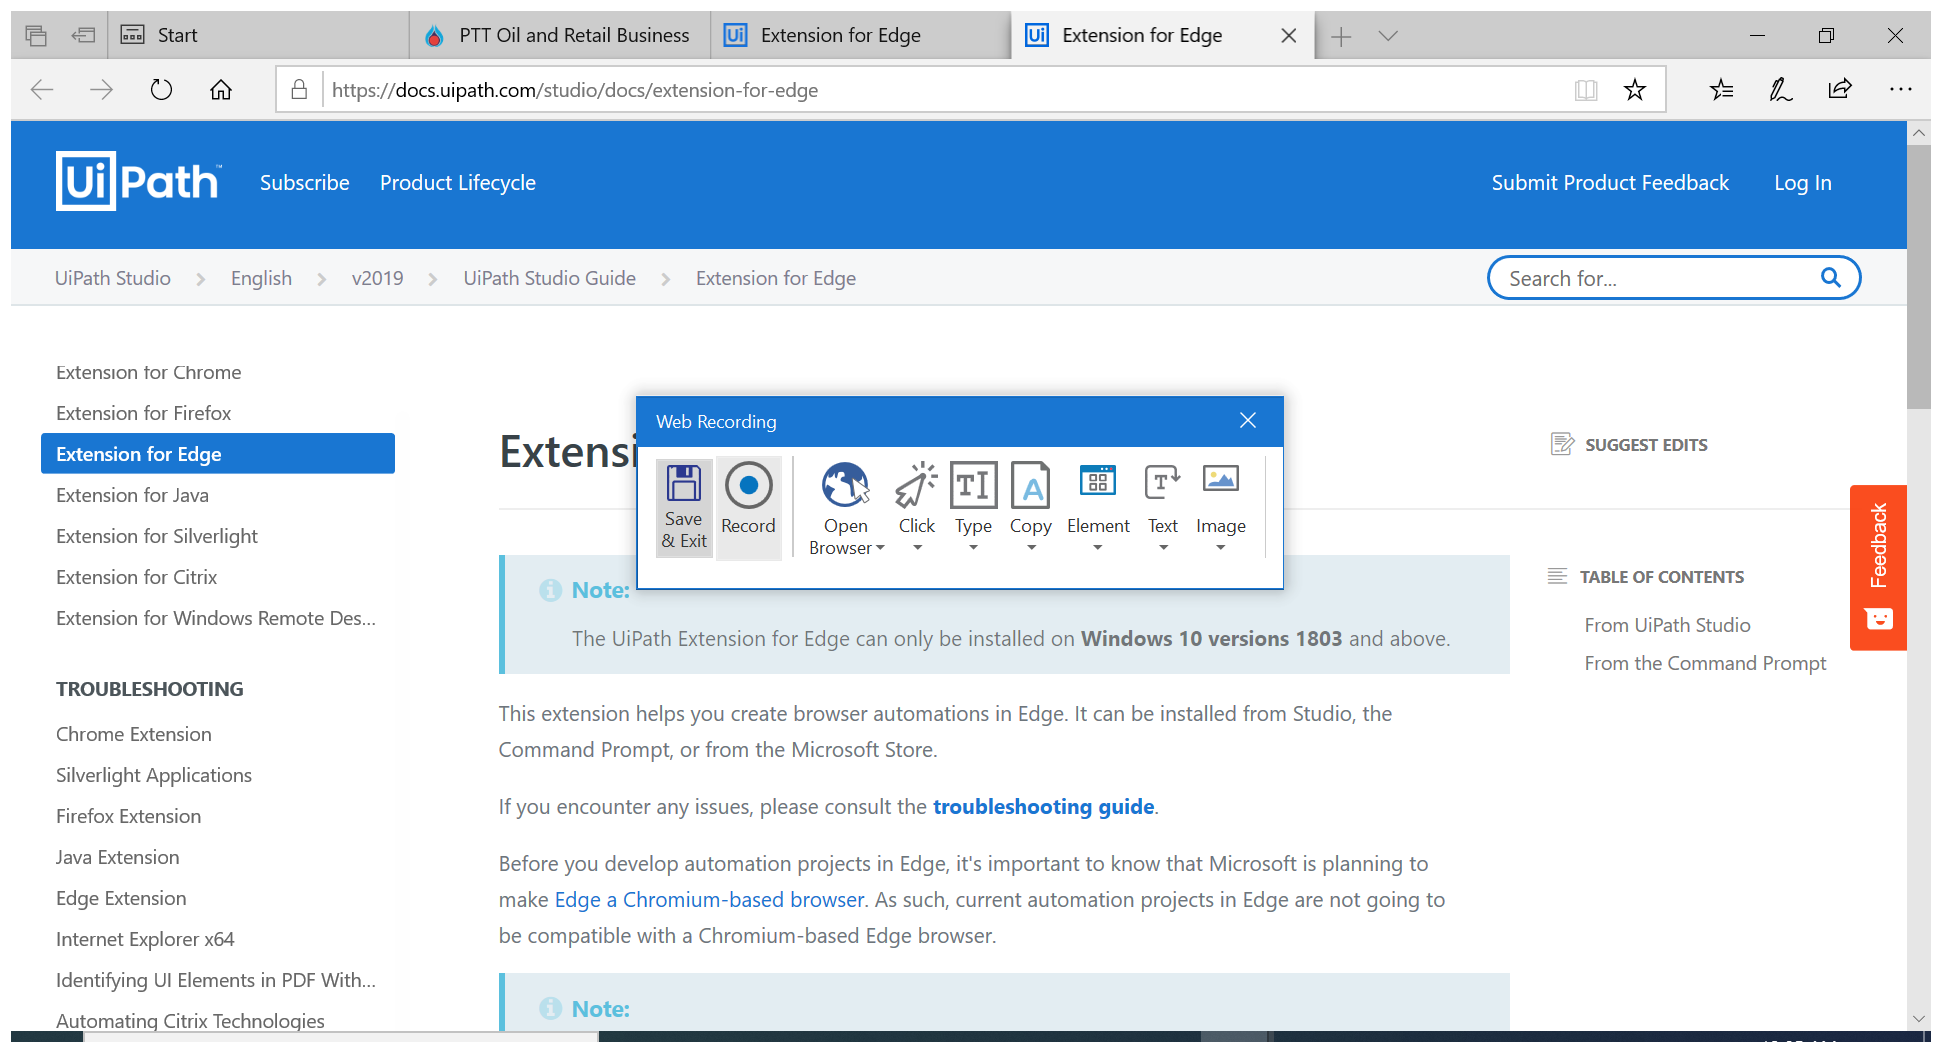 Start
PTT Oil and Retail Business
Extension for Edge
Extension for Edge
https://docs.uipath.com/studio/docs/extension-for-edge
UiPath™
Subscribe
Product Lifecycle
Submit Product Feedback
Log In
UiPath Studio > English > v2019 > UiPath Studio Guide > Extension for Edge
Search for...
Extension for Chrome
Extension for Firefox
Extension for Edge
Extension for Java
Extension for Silverlight
Extension for Citrix
Extension for Windows Remote Des...
TROUBLESHOOTING
Chrome Extension
Silverlight Applications
Firefox Extension
Java Extension
Edge Extension
Internet Explorer x64
Identifying UI Elements in PDF With...
Automating Citrix Technologies
Extensi
Web Recording
Save
& Exit
Record
Open
Browser
Click
Type
Copy
Element
Text
Image
Note:
The UiPath Extension for Edge can only be installed on Windows 10 versions 1803 and above.
This extension helps you create browser automations in Edge. It can be installed from Studio, the
Command Prompt, or from the Microsoft Store.
If you encounter any issues, please consult the troubleshooting guide.
Before you develop automation projects in Edge, it's important to know that Microsoft is planning to
make Edge a Chromium-based browser. As such, current automation projects in Edge are not going to
be compatible with a Chromium-based Edge browser.
Note:
SUGGEST EDITS
TABLE OF CONTENTS
From UiPath Studio
From the Command Prompt
Feedback